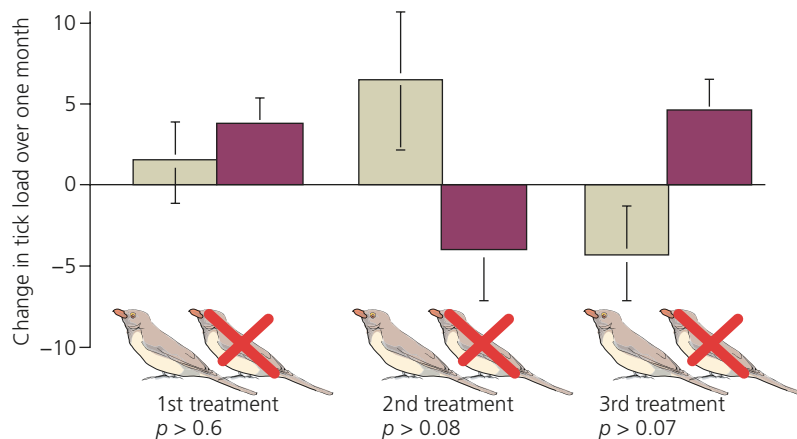 Change in tick load over one month
10
5
0
−5
−10
1st treatment
p > 0.6
2nd treatment
p > 0.08
3rd treatment
p > 0.07